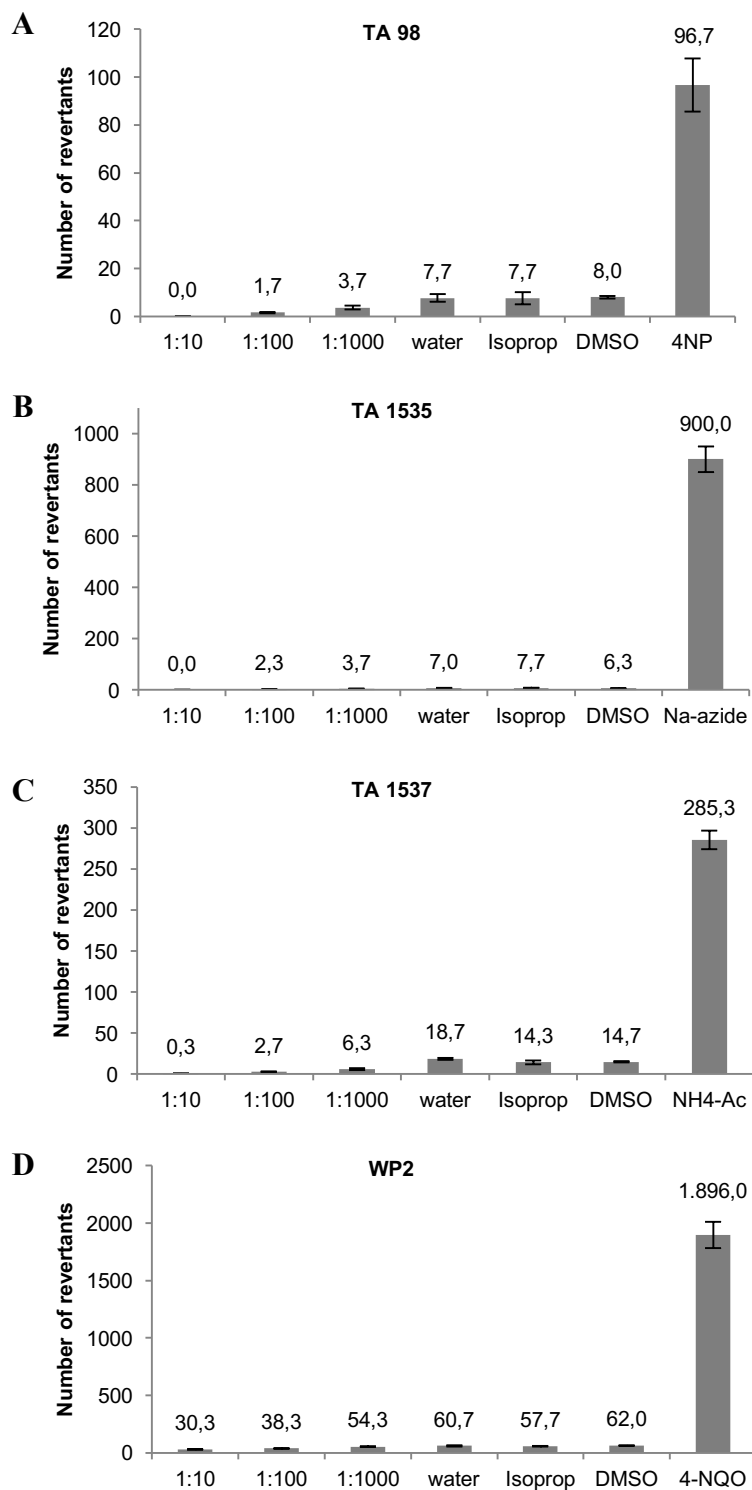 A
TA 98
Number of revertants
120
100
80
60
40
20
0
0,0 1,7 3,7 7,7 7,7 8,0 96,7
1:10 1:100 1:1000 water Isoprop DMSO 4NP
B
TA 1535
Number of revertants
1000
800
600
400
200
0
0,0 2,3 3,7 7,0 7,7 6,3 900,0
1:10 1:100 1:1000 water Isoprop DMSO Na-azide
C
TA 1537
Number of revertants
350
300
250
200
150
100
50
0
0,3 2,7 6,3 18,7 14,3 14,7 285,3
1:10 1:100 1:1000 water Isoprop DMSO NH4-Ac
D
WP2
Number of revertants
2500
2000
1500
1000
500
0
30,3 38,3 54,3 60,7 57,7 62,0 1.896,0
1:10 1:100 1:1000 water Isoprop DMSO 4-NQO